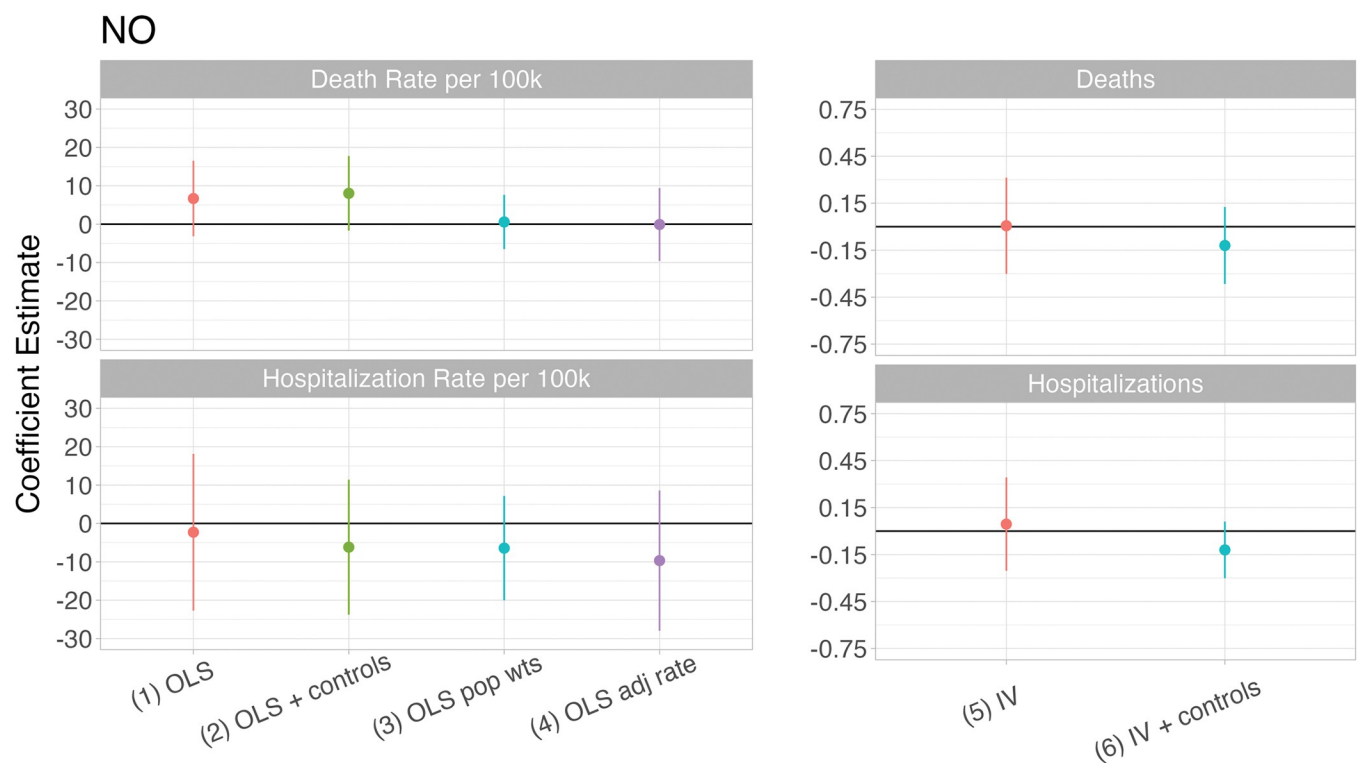 NO
Coefficient Estimate
Death Rate per 100k
30
20
10
0
-10
-20
-30
Hospitalization Rate per 100k
30
20
10
0
-10
-20
-30
(1) OLS
(2) OLS + controls
(3) OLS pop wts
(4) OLS adj rate
Deaths
0.75
0.45
0.15
-0.15
-0.45
-0.75
Hospitalizations
0.75
0.45
0.15
-0.15
-0.45
-0.75
(5) IV
(6) IV + controls